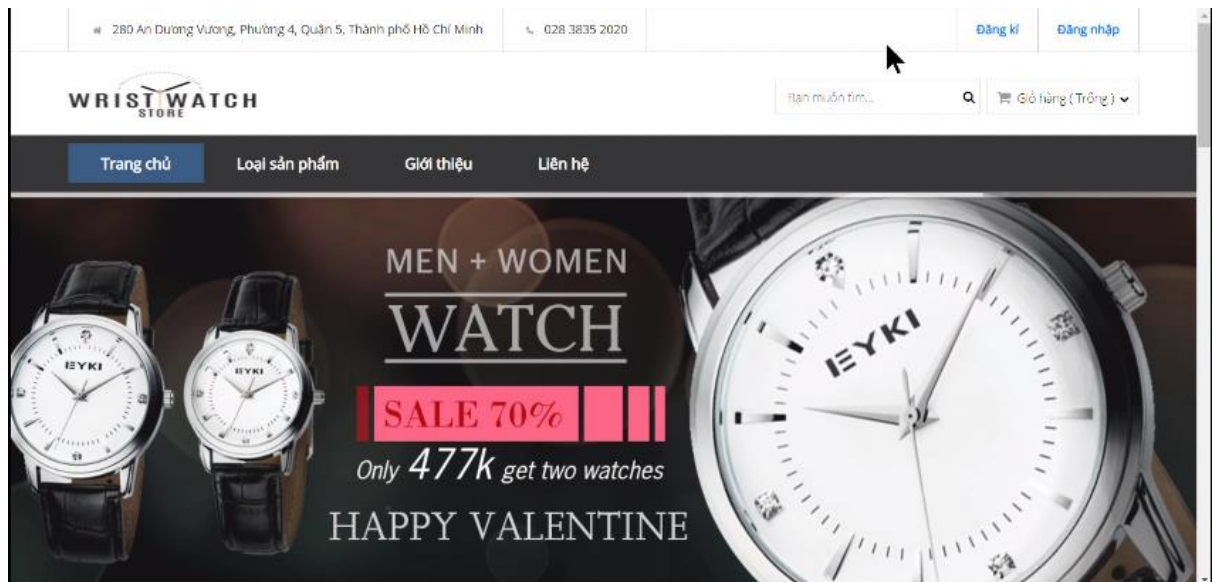 280 An Dương Vương, Phường 4, Quận 5, Thành phố Hồ Chí Minh
028 3835 2020
Đăng kí
Đăng nhập
WRIST WATCH
STORE
Bạn muốn tìm...
Giỏ hàng ( Trống )
Trang chủ
Loại sản phẩm
Giới thiệu
Liên hệ
MEN + WOMEN
WATCH
SALE 70%
Only 477k get two watches
HAPPY VALENTINE
EYKI
EYKI
EYKI